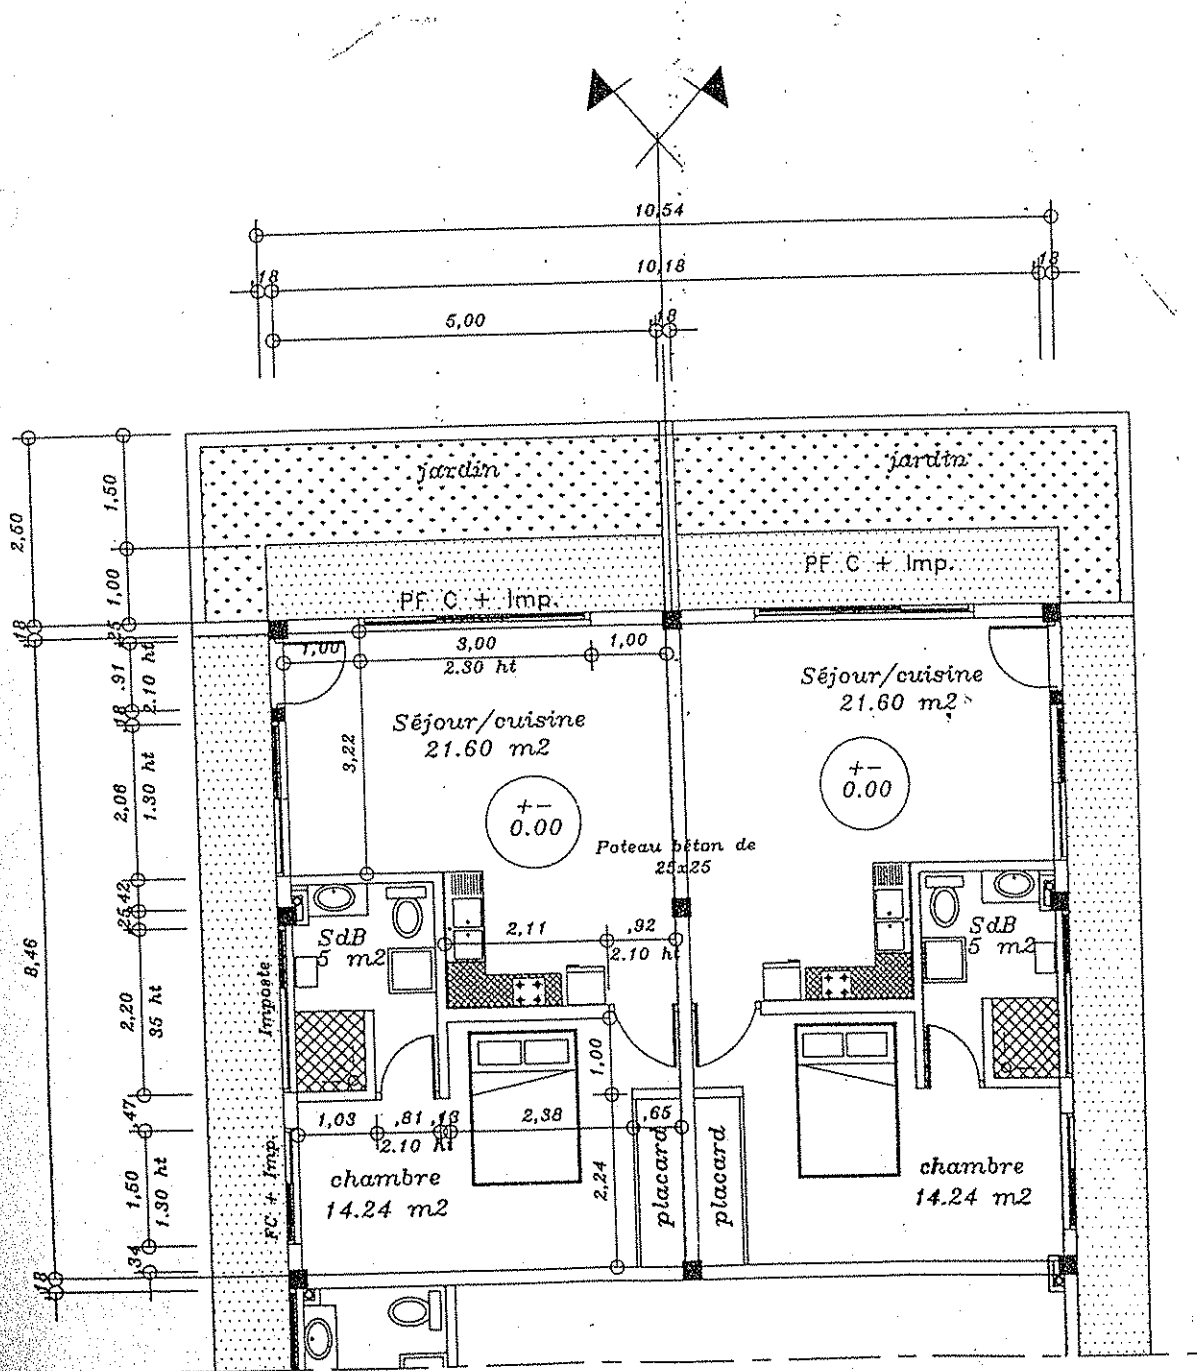 10,54
,18
10,18
,18
5,00
,18
jardin
jardin
2,50
1,50
1,00
PF C + Imp.
PF C + Imp.
,18
,25
1,00
3,00
2.30 ht
1,00
,91
2.10 ht
,18
Séjour/cuisine
21.60 m2
Séjour/cuisine
21.60 m2
3,22
2,06
1.30 ht
+-
0.00
+-
0.00
Poteau béton de
25x25
,42
,25
8,46
SdB
5 m2
2,11
,92
2.10 ht
SdB
5 m2
Imposte
2,20
35 ht
1,00
,47
1,03
,81
2.10 ht
2,38
,65
1,50
1.30 ht
FC + Imp.
chambre
14.24 m2
2,24
placard
placard
chambre
14.24 m2
,34
,18